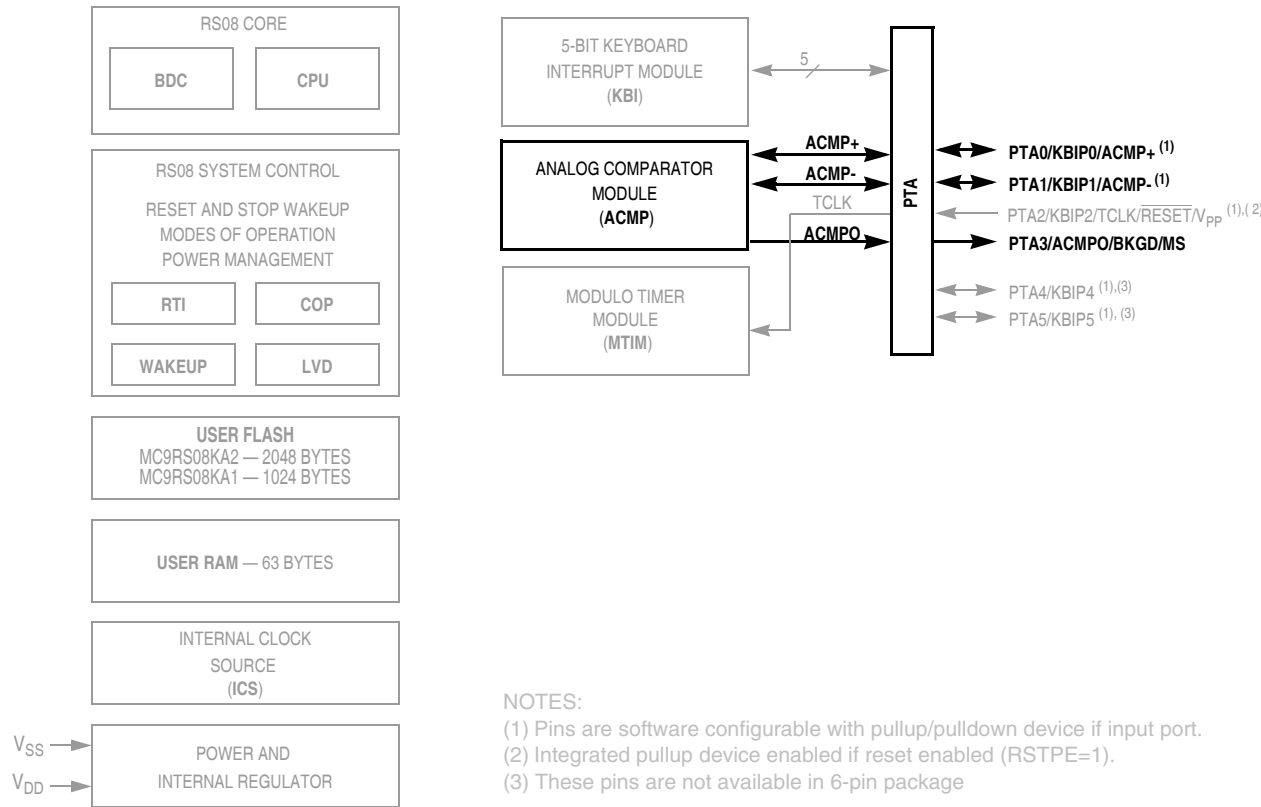 RS08 CORE
BDC
CPU
RS08 SYSTEM CONTROL
RESET AND STOP WAKEUP
MODES OF OPERATION
POWER MANAGEMENT
RTI
COP
WAKEUP
LVD
USER FLASH
MC9RS08KA2 — 2048 BYTES
MC9RS08KA1 — 1024 BYTES
USER RAM — 63 BYTES
INTERNAL CLOCK
SOURCE
(ICS)
VSS
VDD
POWER AND
INTERNAL REGULATOR
5-BIT KEYBOARD
INTERRUPT MODULE
(KBI)
5
ANALOG COMPARATOR
MODULE
(ACMP)
ACMP+
ACMP-
TCLK
ACMPO
MODULO TIMER
MODULE
(MTIM)
PTA
PTA0/KBIP0/ACMP+ (1)
PTA1/KBIP1/ACMP- (1)
PTA2/KBIP2/TCLK/RESET/VPP (1),( 2)
PTA3/ACMPO/BKGD/MS
PTA4/KBIP4 (1),(3)
PTA5/KBIP5 (1), (3)
NOTES:
(1) Pins are software configurable with pullup/pulldown device if input port.
(2) Integrated pullup device enabled if reset enabled (RSTPE=1).
(3) These pins are not available in 6-pin package